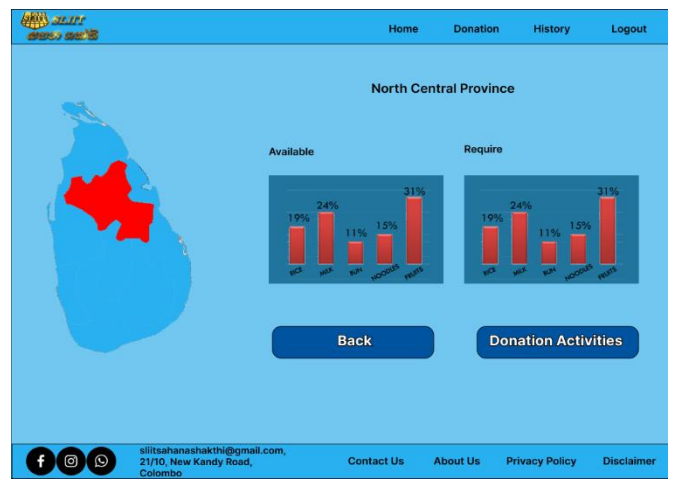 SLIIT
සහන ශක්ති
Home Donation History Logout
North Central Province
Available
Require
31%
24%
19%
15%
11%
RICE MILK BUN NOODLES FRUITS
31%
24%
19%
15%
11%
RICE MILK BUN NOODLES FRUITS
Back
Donation Activities
sliitsahanashakthi@gmail.com,
21/10, New Kandy Road,
Colombo
Contact Us About Us Privacy Policy Disclaimer